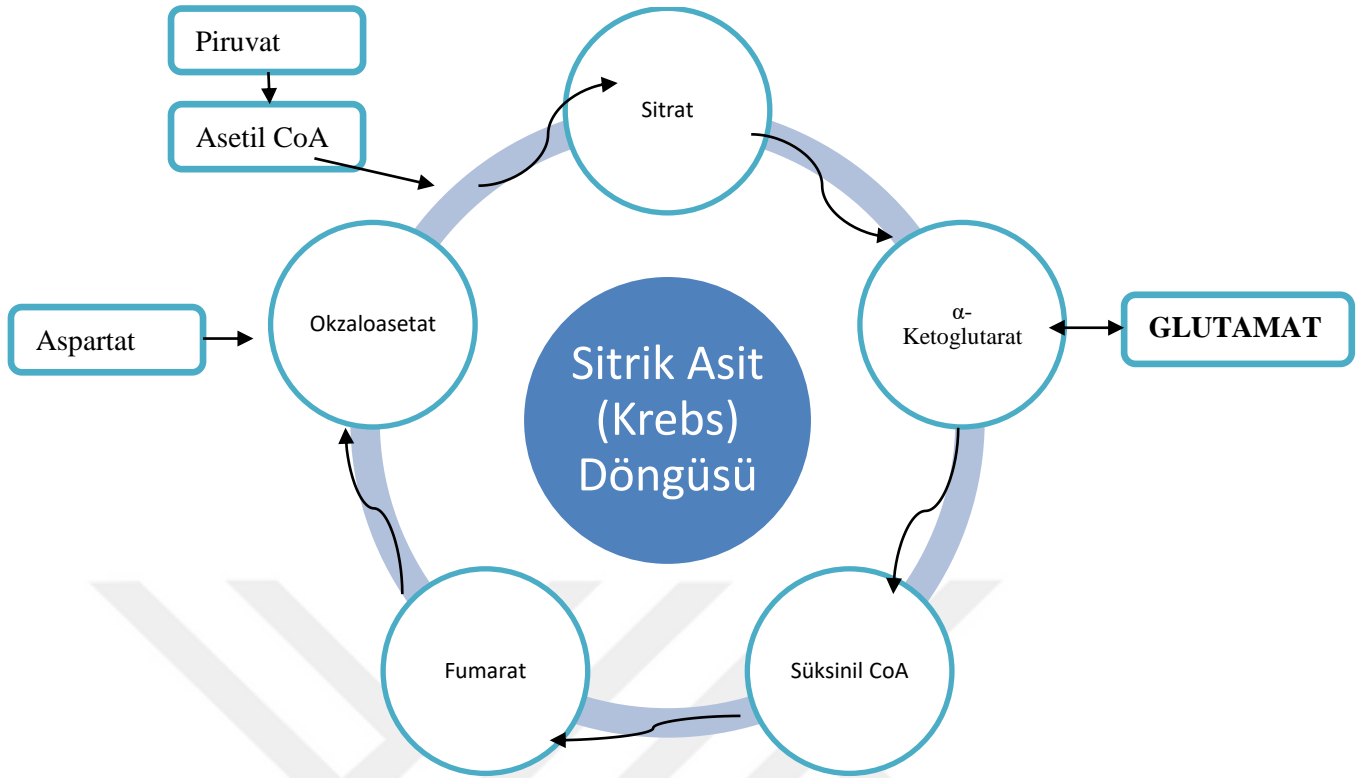 Piruvat
Asetil CoA
Sitrat
Okzaloasetat
α-
Ketoglutarat
Aspartat
GLUTAMAT
Sitrik Asit
(Krebs)
Döngüsü
Fumarat
Süksinil CoA